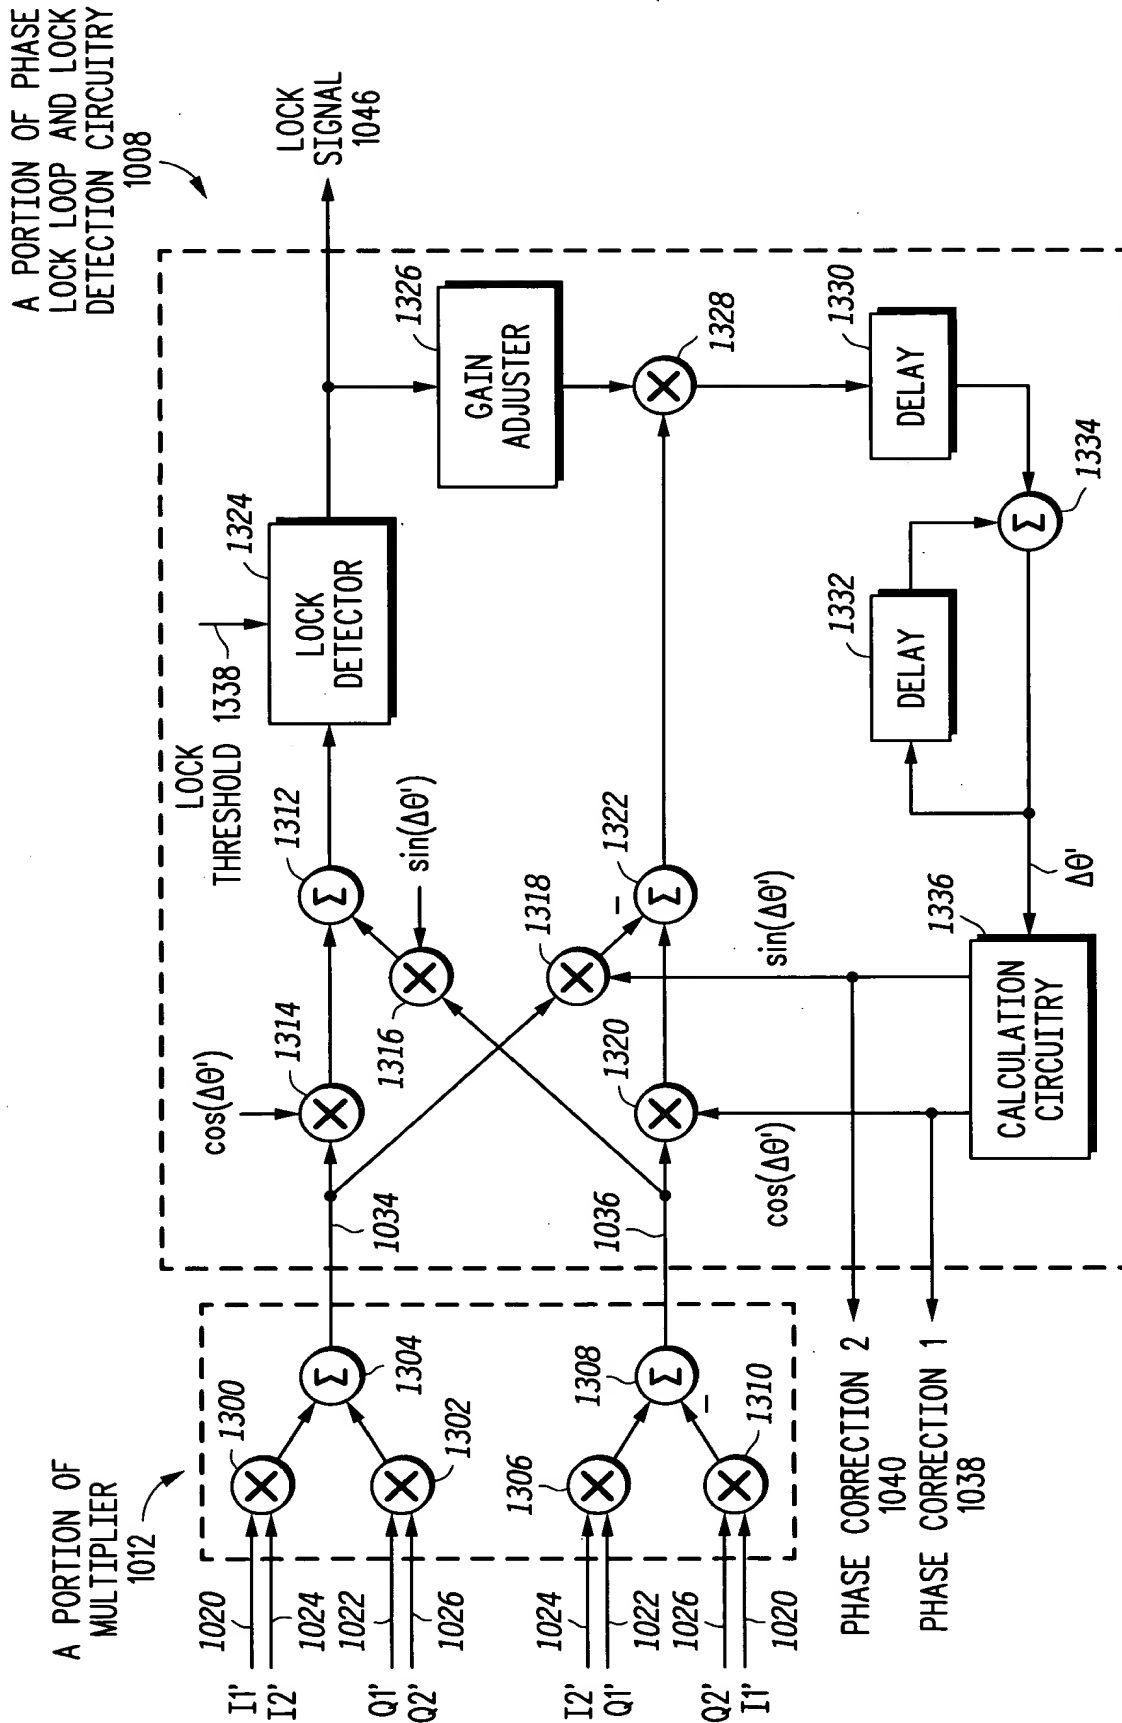 A PORTION OF PHASE
LOCK LOOP AND LOCK
DETECTION CIRCUITRY
1008
LOCK
SIGNAL
1046
A PORTION OF
MULTIPLIER
1012
I1'
1020
I2'
1024
Q1'
1022
Q2'
1026
I2'
1024
Q1'
1022
Q2'
1026
I1'
1020
1300
1302
Σ
1304
1306
1310
Σ
1308
−
1034
1036
cos(Δθ')
1314
1316
sin(Δθ')
Σ
1312
LOCK
THRESHOLD
1338
LOCK
DETECTOR
1324
GAIN
ADJUSTER
1326
1318
1320
cos(Δθ')
sin(Δθ')
−
Σ
1322
1328
DELAY
1330
DELAY
1332
Σ
1334
Δθ'
CALCULATION
CIRCUITRY
1336
PHASE CORRECTION 2
1040
PHASE CORRECTION 1
1038